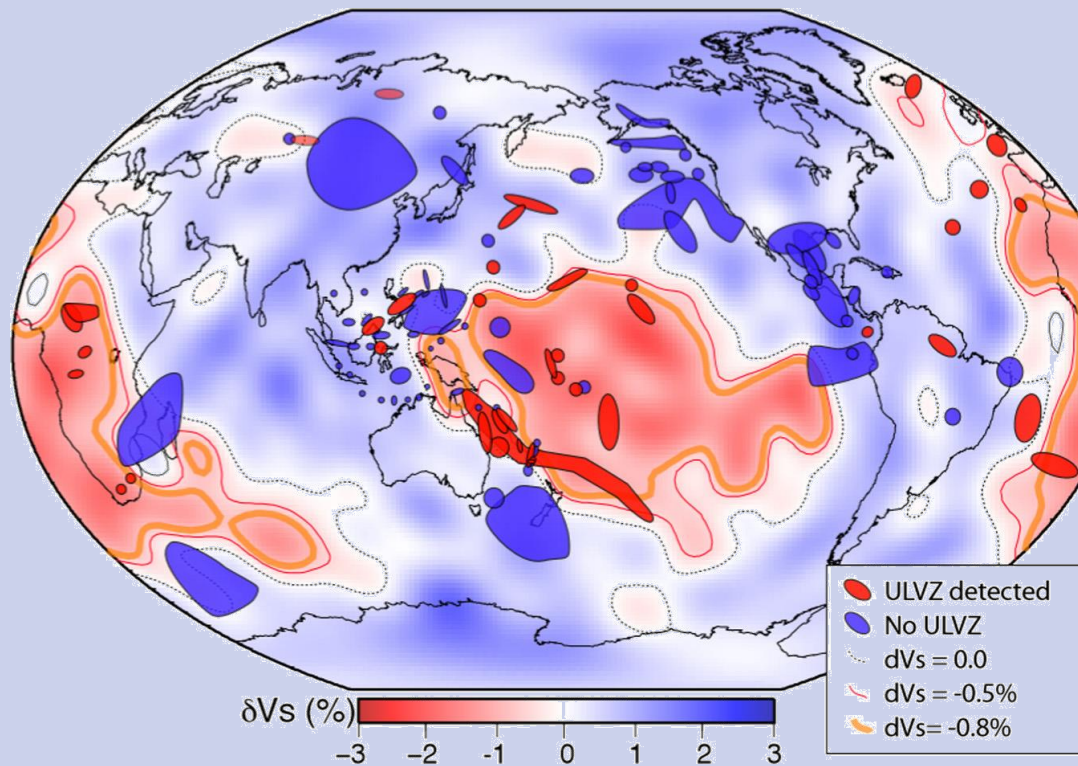 ULVZ detected
No ULVZ
dVs = 0.0
dVs = -0.5%
dVs= -0.8%
δVs (%)
−3 −2 -1 0 1 2 3